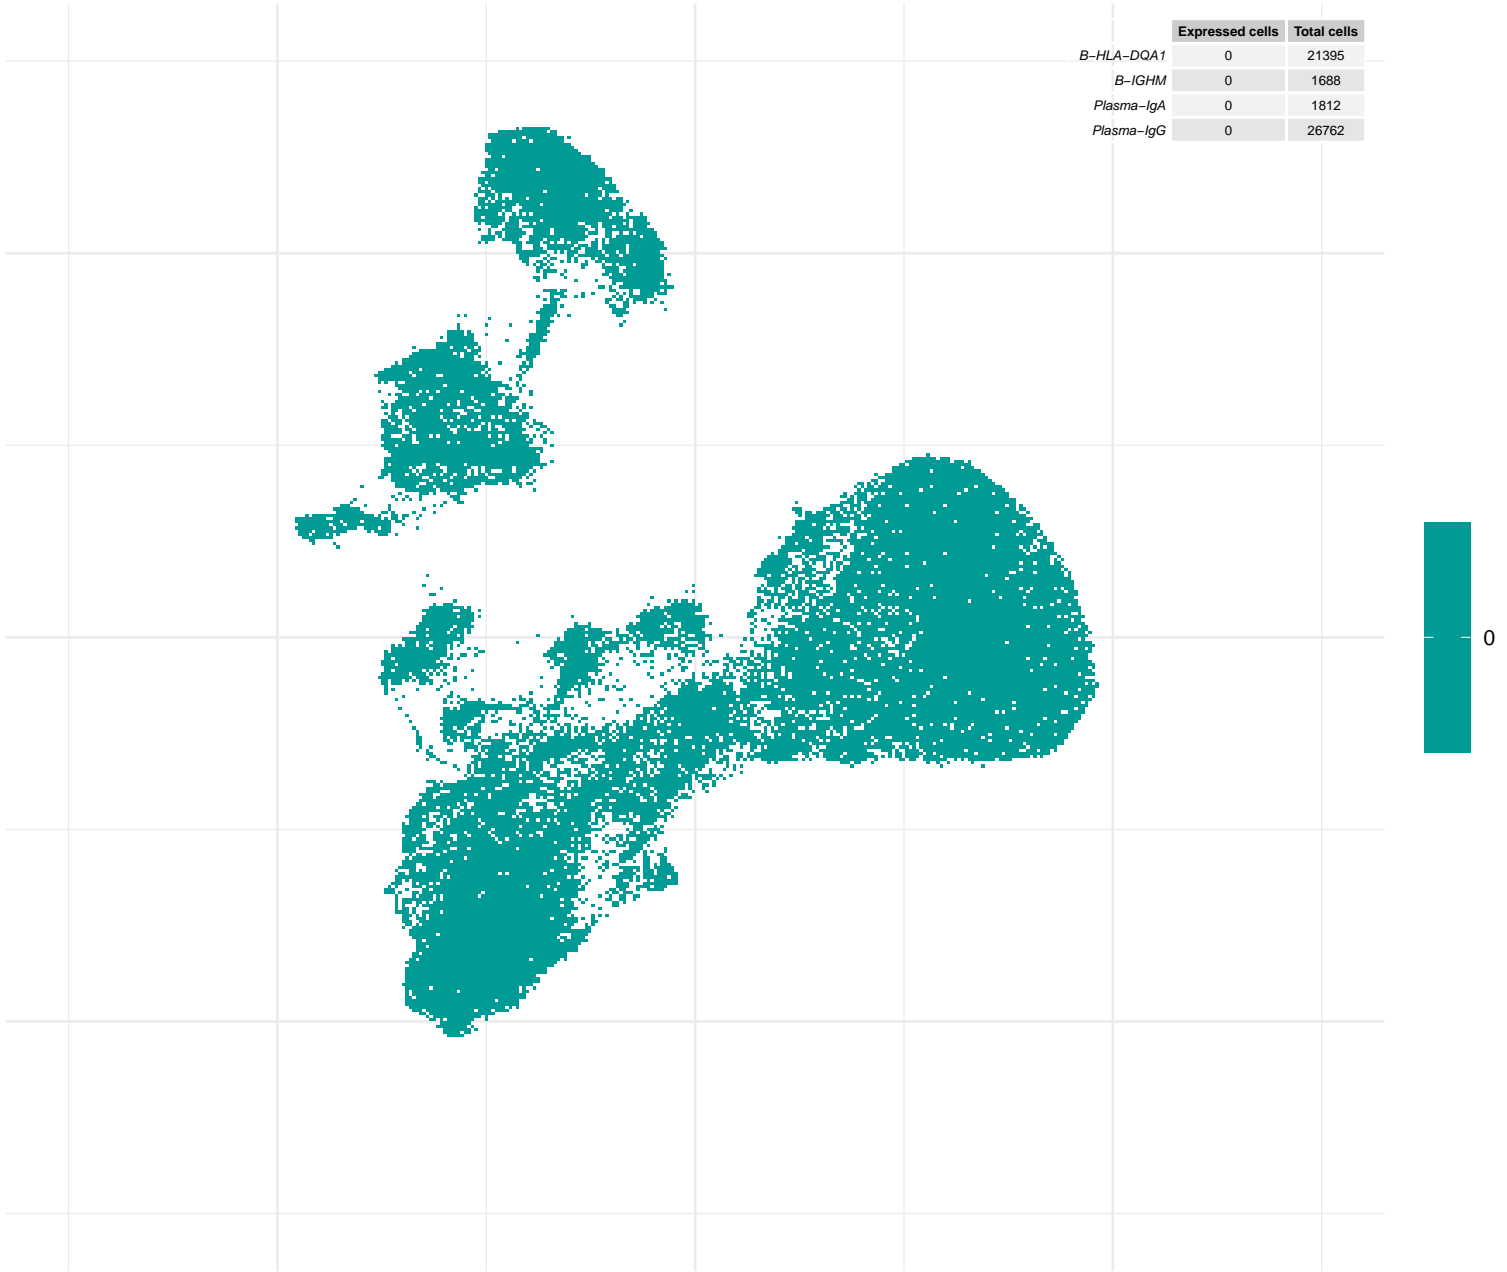 Expressed cells Total cells
B−HLA−DQA1 0 21395
B−IGHM 0 1688
Plasma−IgA 0 1812
Plasma−IgG 0 26762
0